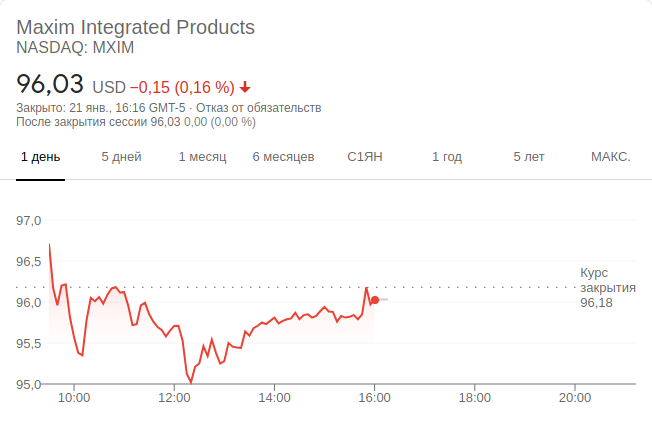 Maxim Integrated Products
NASDAQ: MXIM
96,03 USD −0,15 (0,16 %)
Закрыто: 21 янв., 16:16 GMT-5 · Отказ от обязательств
После закрытия сессии 96,03 0,00 (0,00 %)
1 день 5 дней 1 месяц 6 месяцев С1ЯН 1 год 5 лет МАКС.
97,0
96,5
Курс
закрытия
96,18
96,0
95,5
95,0
10:00 12:00 14:00 16:00 18:00 20:00